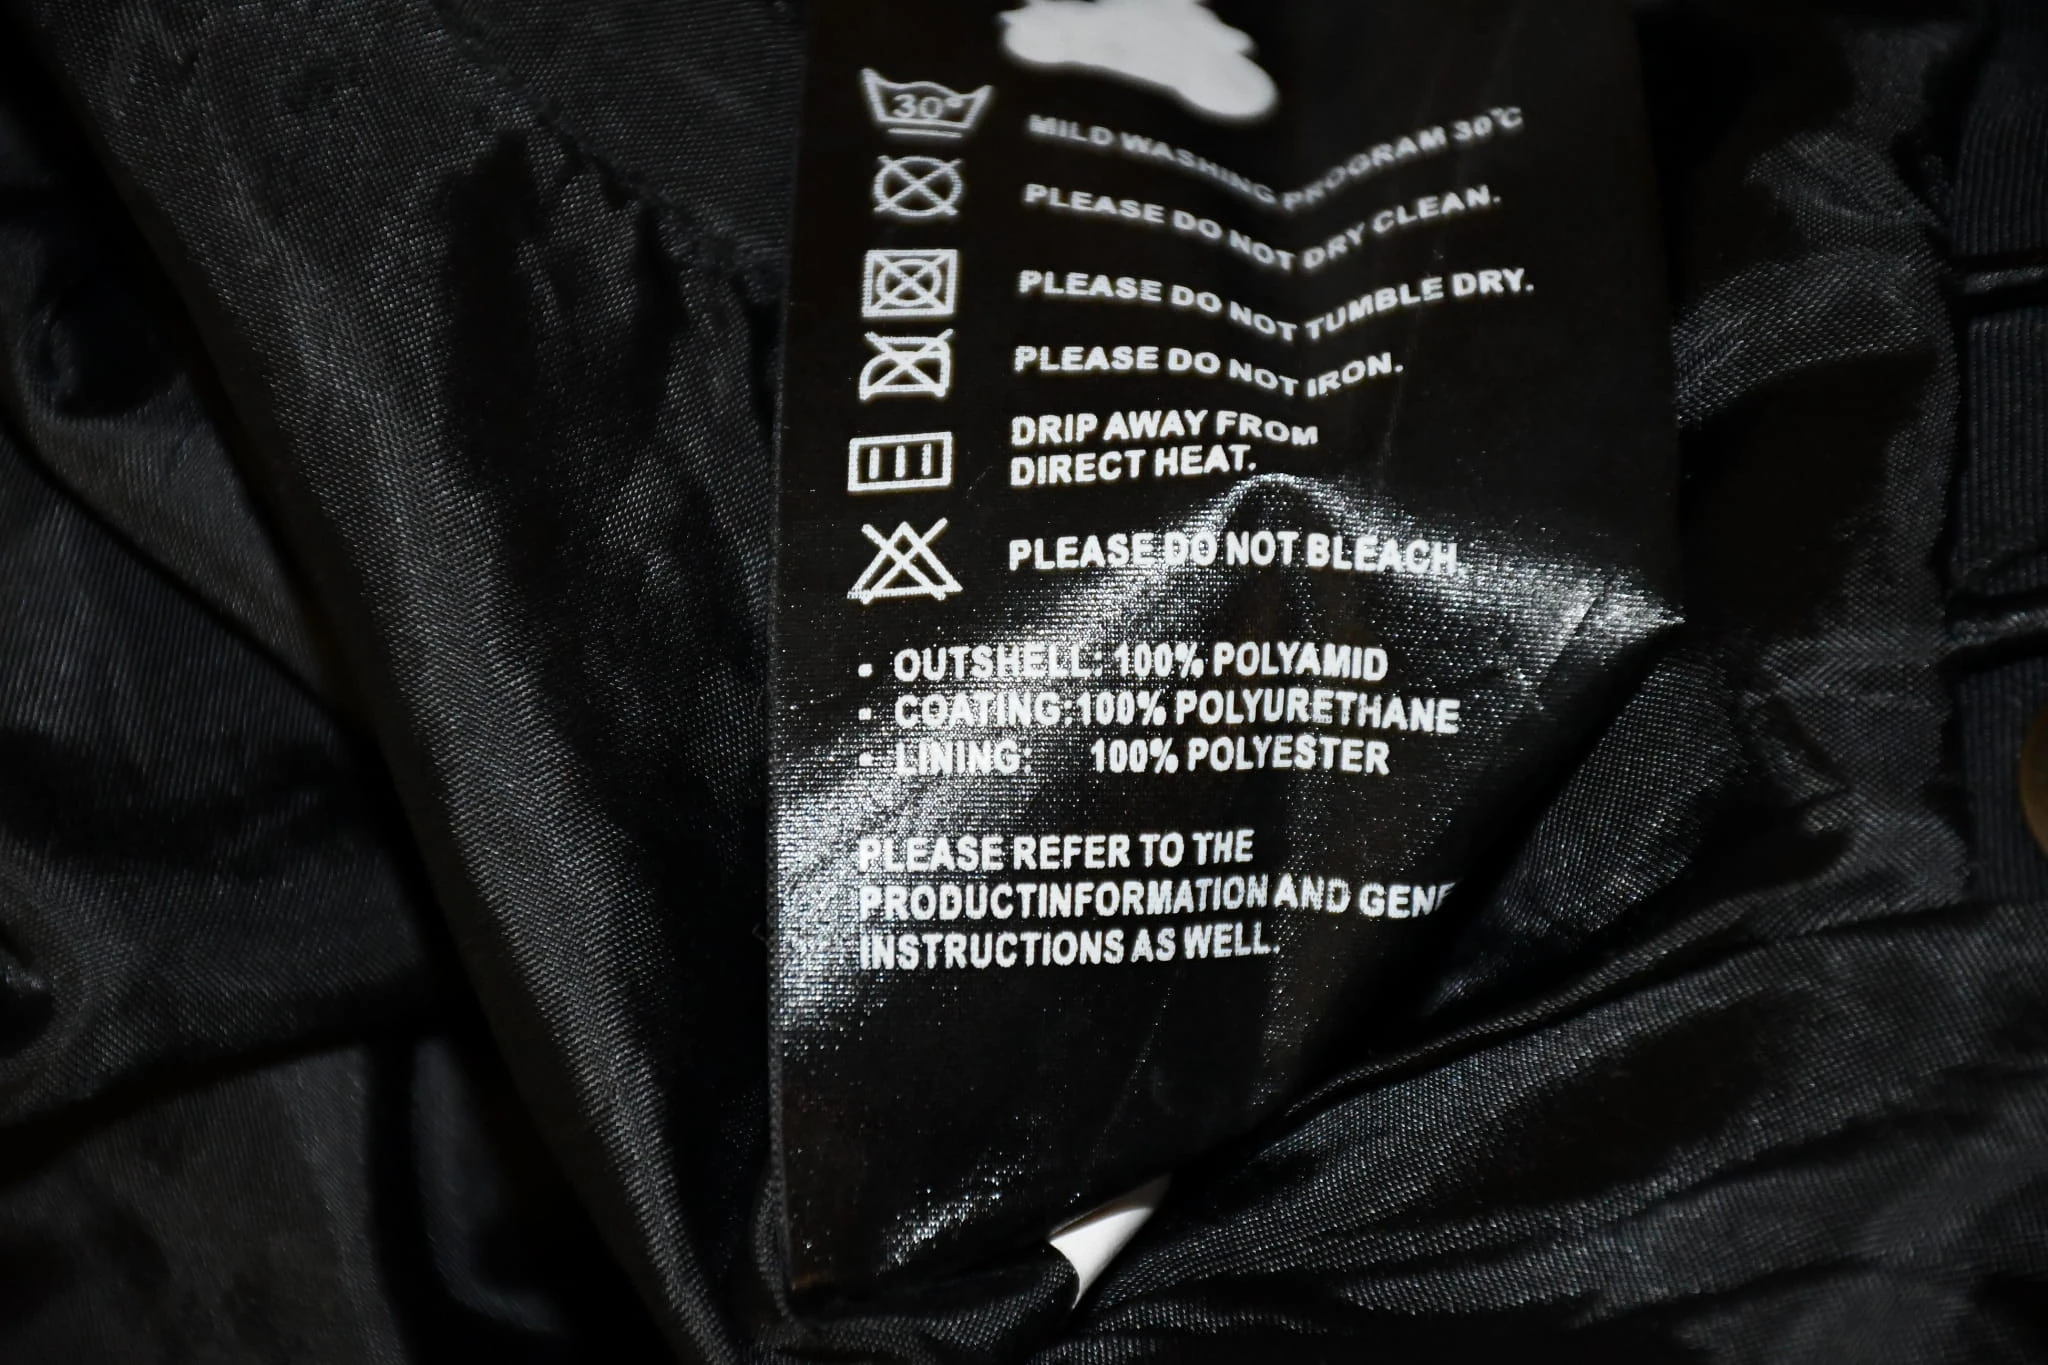 30°
MILD WASHING PROGRAM 30°C
PLEASE DO NOT DRY CLEAN.
PLEASE DO NOT TUMBLE DRY.
PLEASE DO NOT IRON.
DRIP AWAY FROM
DIRECT HEAT.
PLEASE DO NOT BLEACH.
▪ OUTSHELL: 100% POLYAMID
▪ COATING:100% POLYURETHANE
▪ LINING: 100% POLYESTER
PLEASE REFER TO THE
PRODUCTINFORMATION AND GENE
INSTRUCTIONS AS WELL.